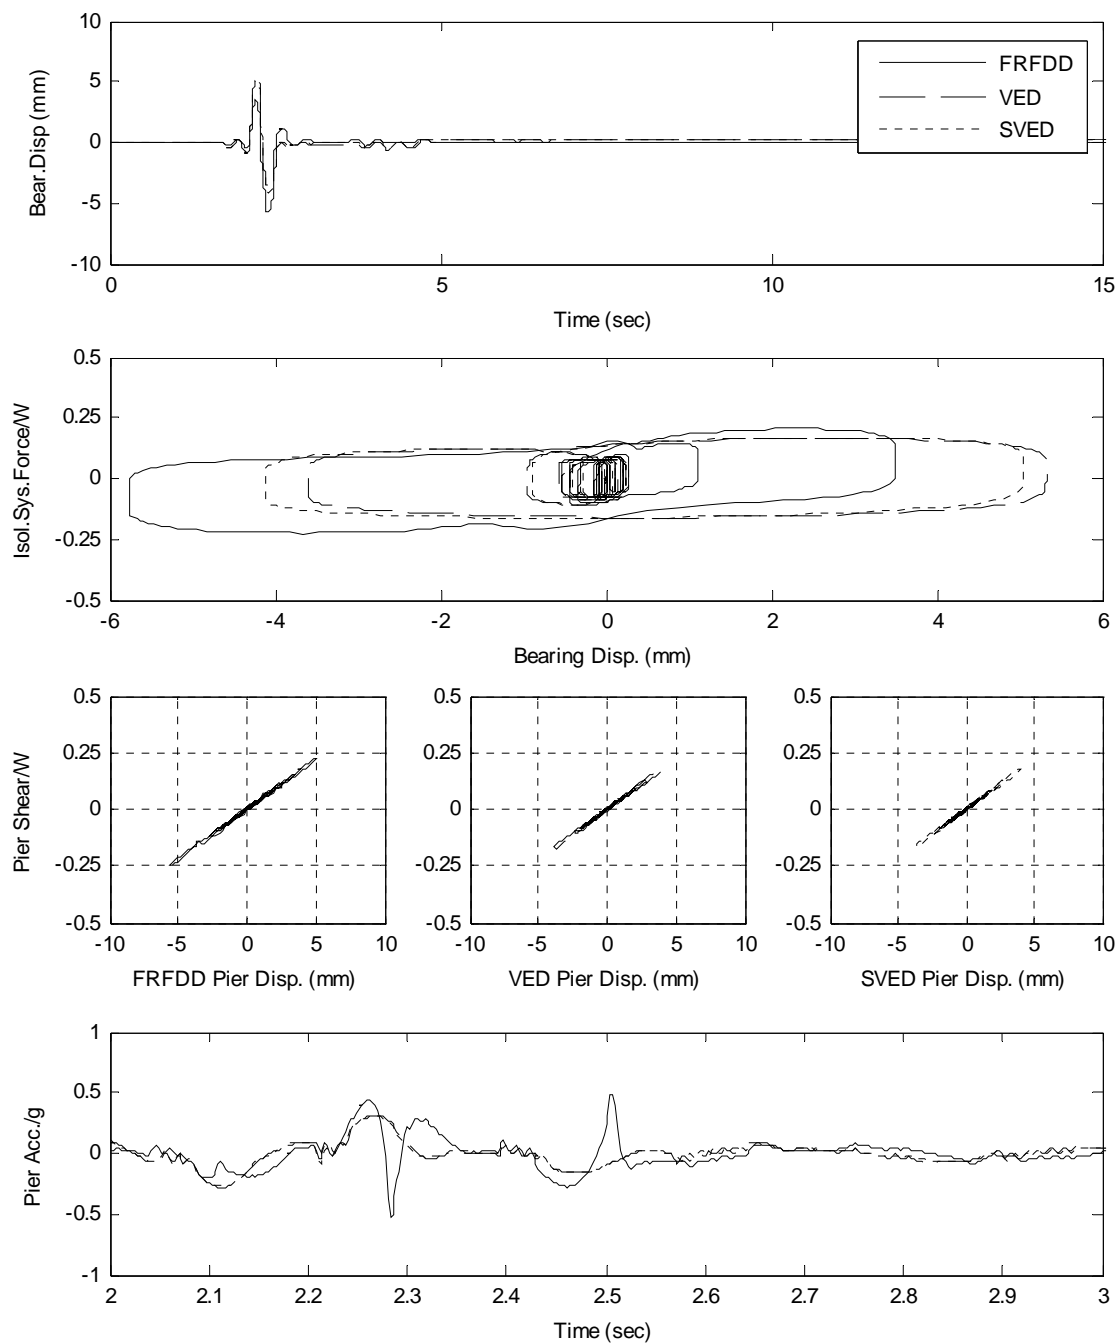 10
5
0
-5
-10
Bear.Disp (mm)
FRFDD
VED
SVED
0 5 10 15
Time (sec)
0.5
0.25
0
-0.25
-0.5
Isol.Sys.Force/W
-6 -4 -2 0 2 4 6
Bearing Disp. (mm)
0.5 0.5 0.5
0.25 0.25 0.25
0 0 0
-0.25 -0.25 -0.25
-0.5 -0.5 -0.5
Pier Shear/W
-10 -5 0 5 10 -10 -5 0 5 10 -10 -5 0 5 10
FRFDD Pier Disp. (mm) VED Pier Disp. (mm) SVED Pier Disp. (mm)
1
0.5
0
-0.5
-1
Pier Acc./g
2 2.1 2.2 2.3 2.4 2.5 2.6 2.7 2.8 2.9 3
Time (sec)